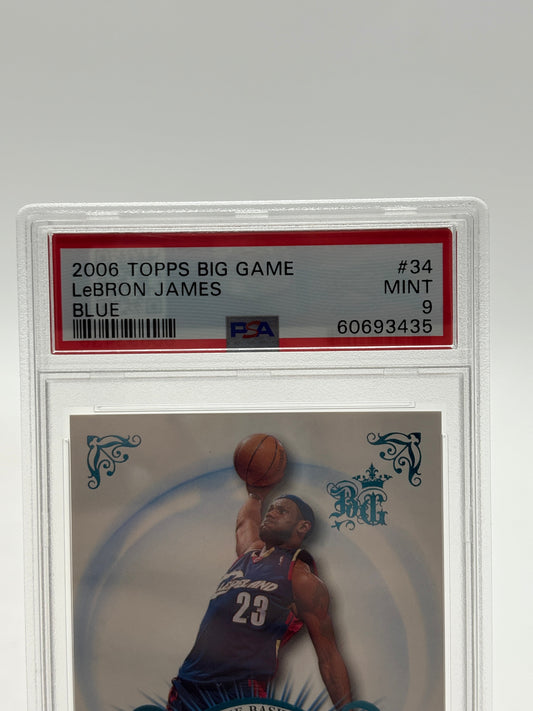 2006 TOPPS BIG GAME #34
LeBRON JAMES MINT
BLUE 9
PSA 60693435
BG
CLEVELAND
23